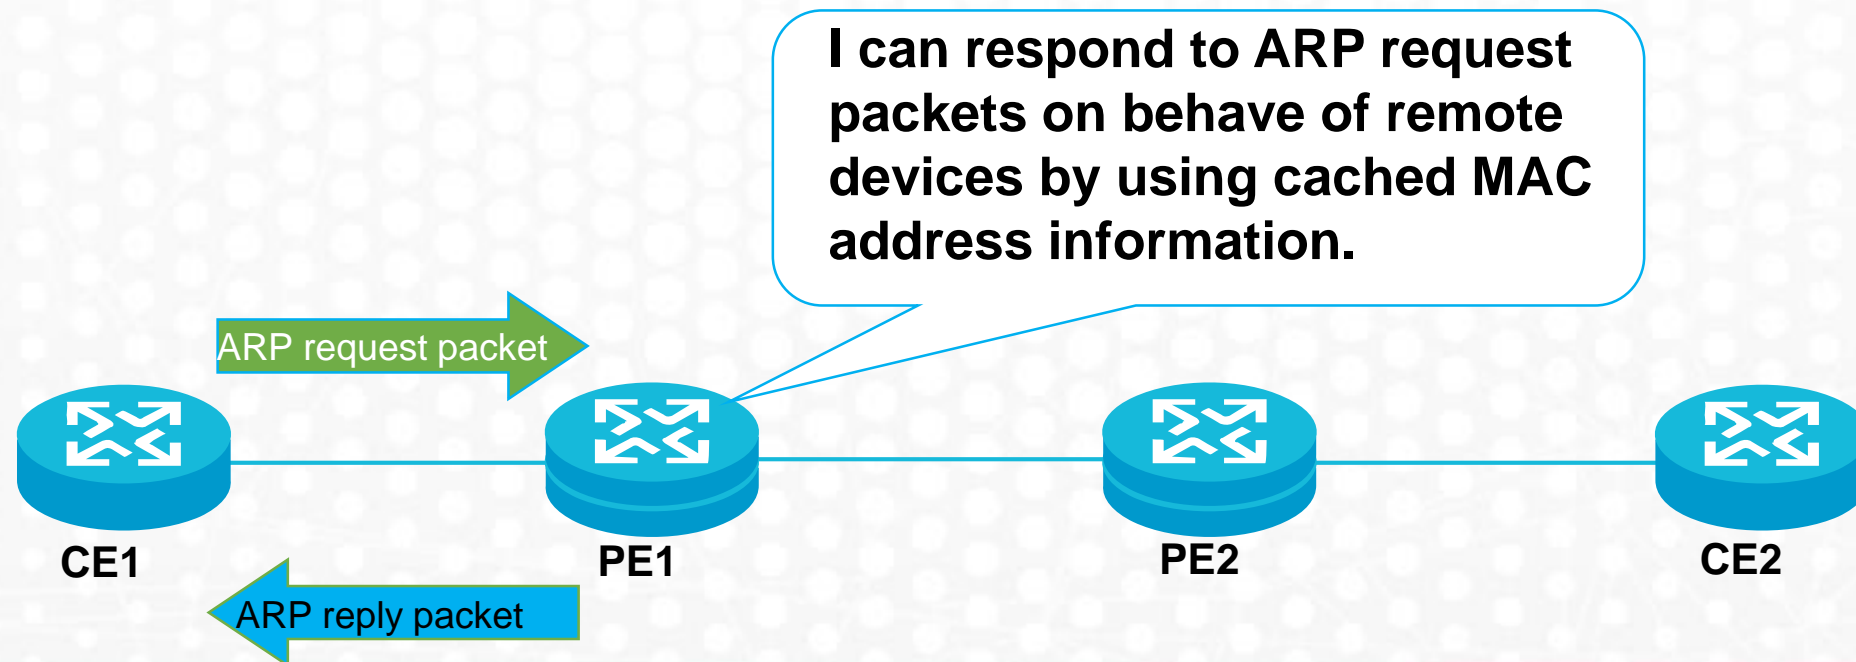 I can respond to ARP request
packets on behave of remote
devices by using cached MAC
address information.
ARP request packet
CE1
PE1
PE2
CE2
ARP reply packet